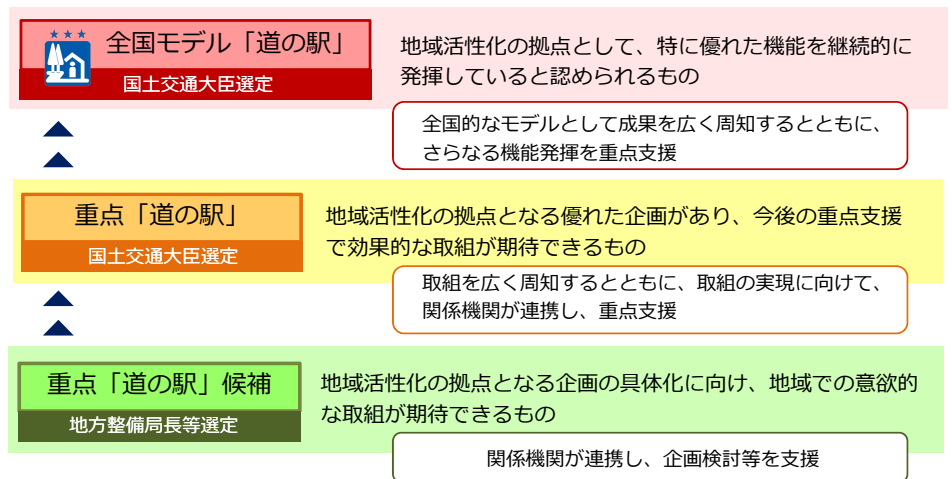 全国モデル「道の駅」
国土交通大臣選定
地域活性化の拠点として、特に優れた機能を継続的に
発揮していると認められるもの
全国的なモデルとして成果を広く周知するとともに、
さらなる機能発揮を重点支援
重点「道の駅」
国土交通大臣選定
地域活性化の拠点となる優れた企画があり、今後の重点支援
で効果的な取組が期待できるもの
取組を広く周知するとともに、取組の実現に向けて、
関係機関が連携し、重点支援
重点「道の駅」候補
地方整備局長等選定
地域活性化の拠点となる企画の具体化に向け、地域での意欲的
な取組が期待できるもの
関係機関が連携し、企画検討等を支援